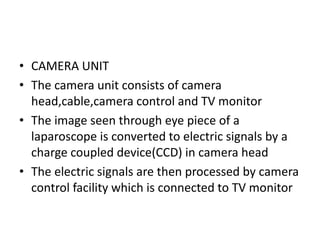 • CAMERA UNIT
• The camera unit consists of camera
head,cable,camera control and TV monitor
• The image seen through eye piece of a
laparoscope is converted to electric signals by a
charge coupled device(CCD) in camera head
• The electric signals are then processed by camera
control facility which is connected to TV monitor